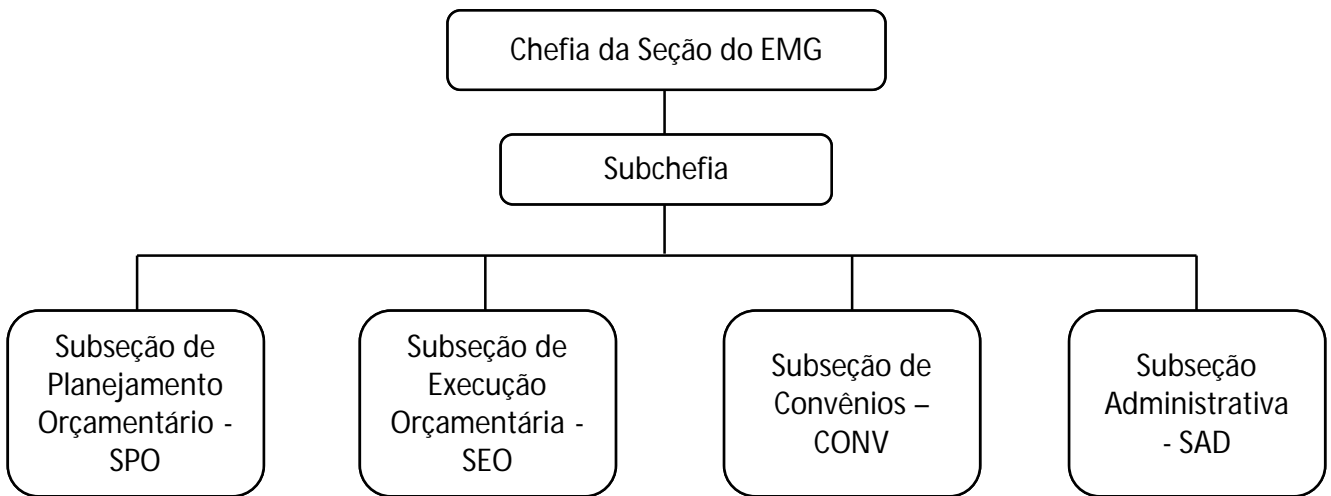 Chefia da Seção do EMG
Subchefia
Subseção de
Planejamento
Orçamentário -
SPO
Subseção de
Execução
Orçamentária -
SEO
Subseção de
Convênios –
CONV
Subseção
Administrativa
- SAD